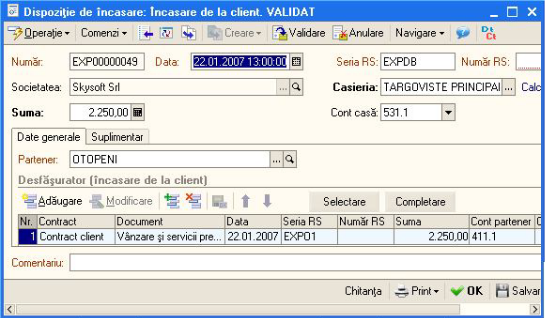 Dispoziţie de încasare: Încasare de la client. VALIDAT
Operaţie Comenzi Creare Validare Anulare Navigare Dt Ct
Număr: EXP00000049 Data: 22.01.2007 13:00:00 Seria RS: EXPDB Număr RS:
Societatea: Skysoft Srl ... Casieria: TARGOVISTE PRINCIPAL ...
Suma: 2.250,00 Cont casă: 531.1
Date generale Suplimentar
Partener: OTOPENI ...
Desfăşurator (încasare de la client)
Adăugare Modificare Selectare Completare
Nr. Contract Document Data Seria RS Număr RS Suma Cont partener
1 Contract client Vânzare şi servicii pre... 22.01.2007 EXPO1 2.250,00 411.1
Comentariu:
Chitanţa Print OK Salvar